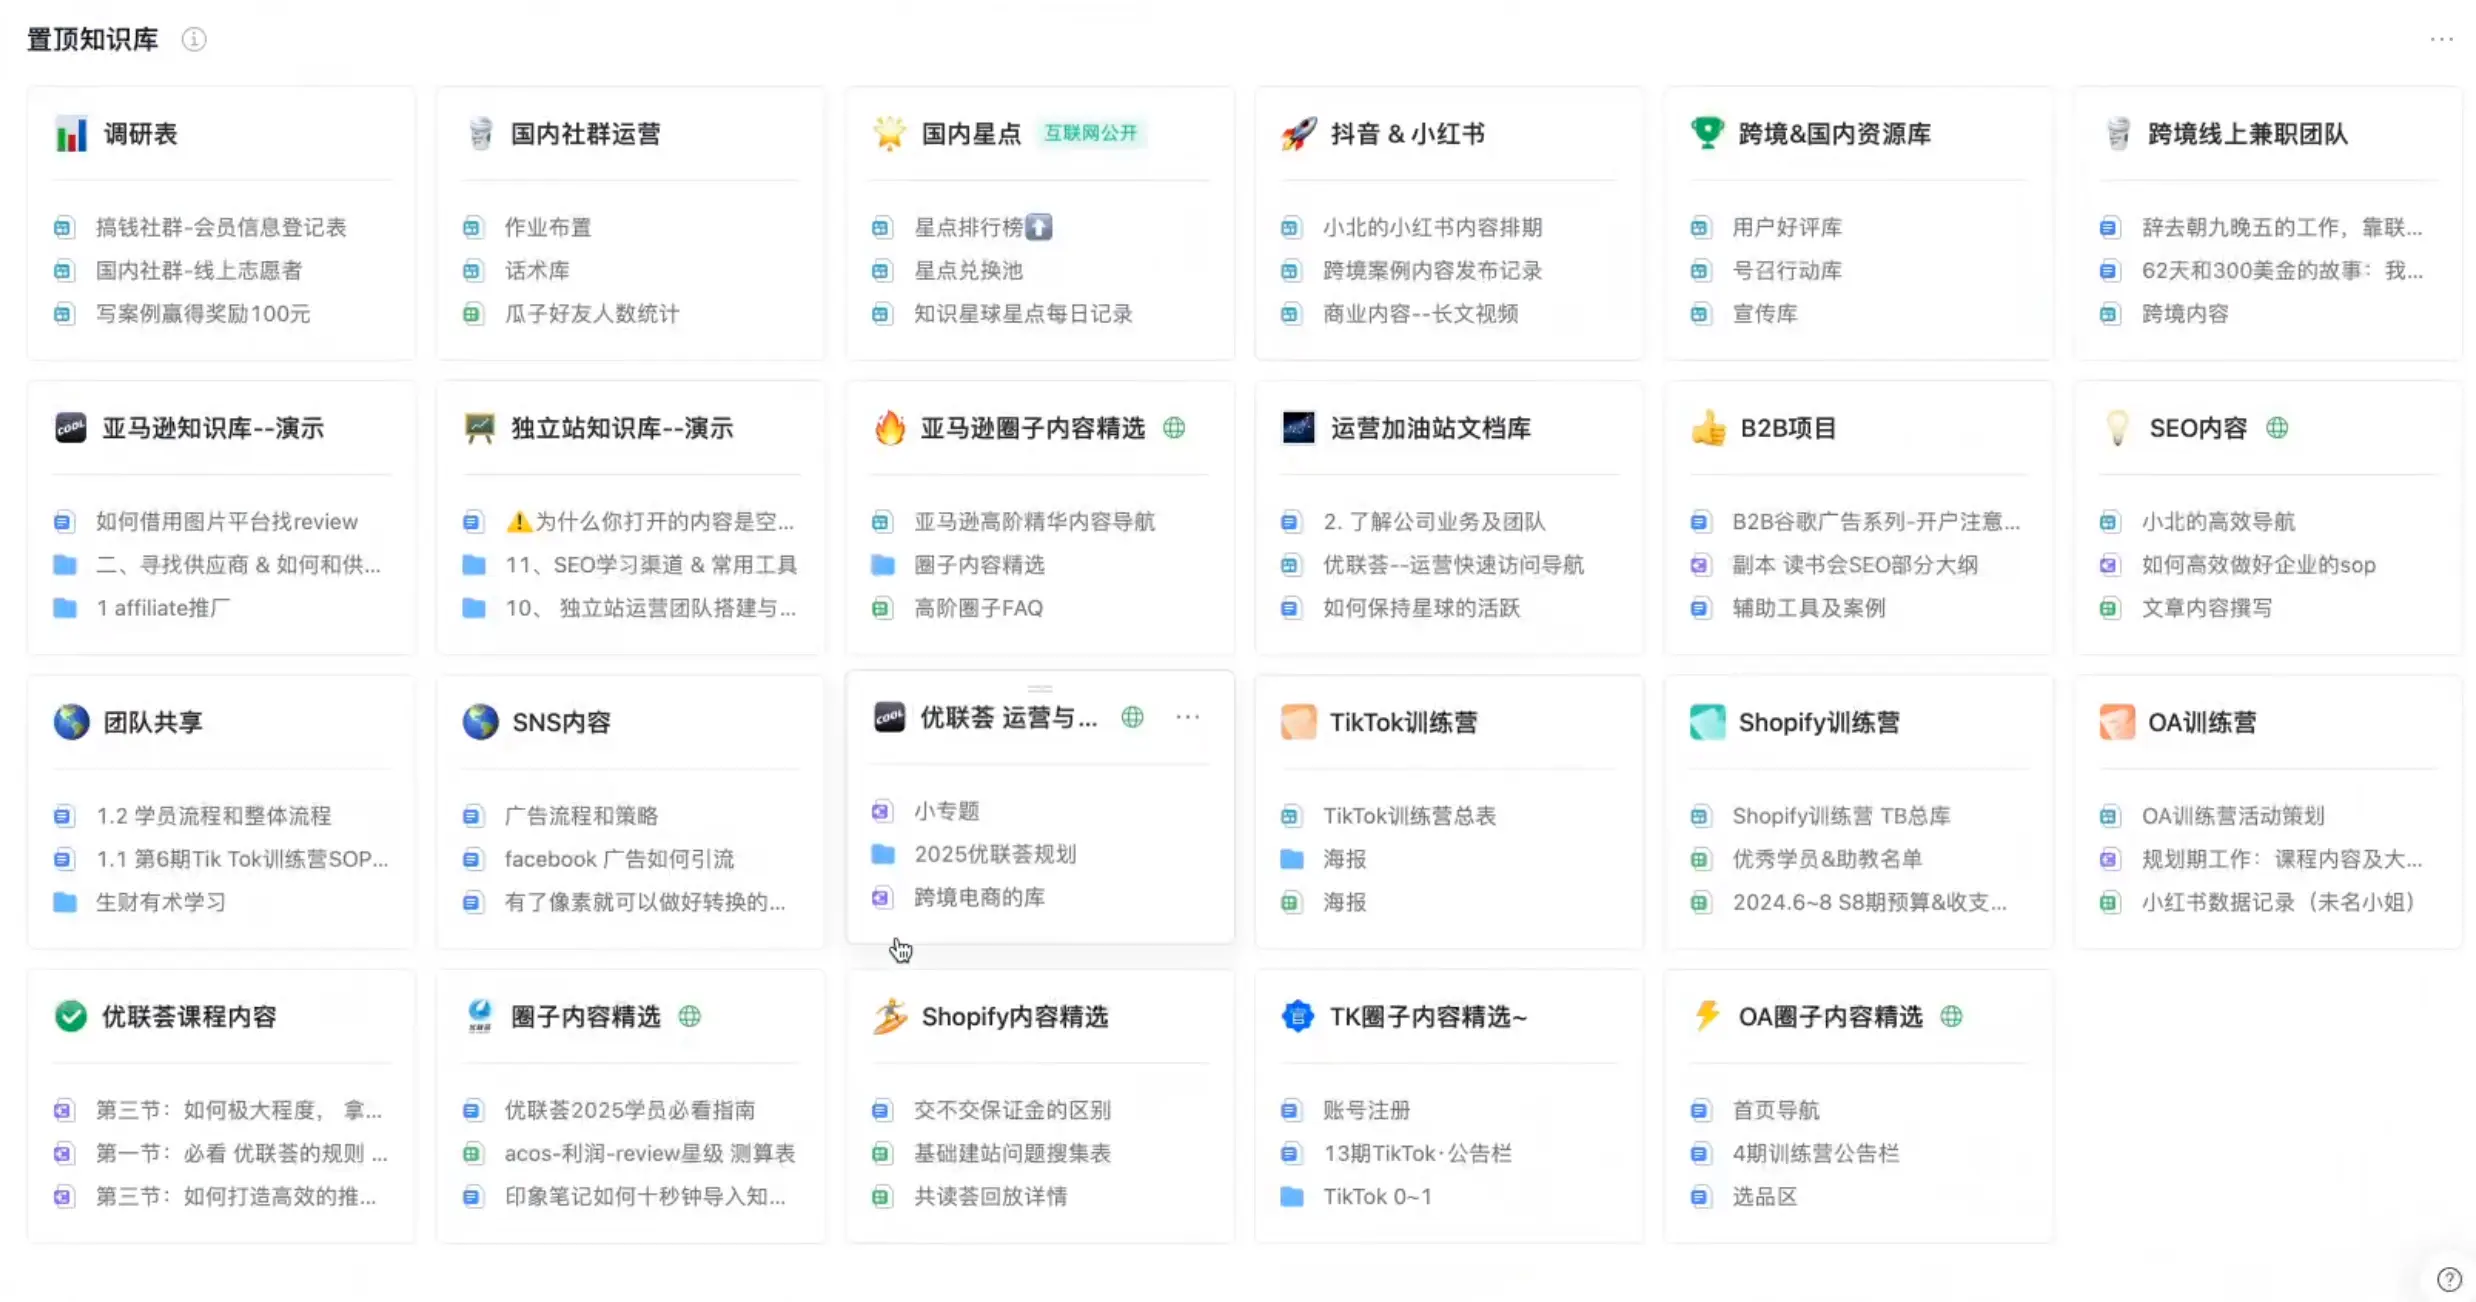 置顶知识库
调研表
搞钱社群-会员信息登记表
国内社群-线上志愿者
写案例赢得奖励100元
国内社群运营
作业布置
话术库
瓜子好友人数统计
国内星点 互联网公开
星点排行榜⬆️
星点兑换池
知识星球星点每日记录
抖音 & 小红书
小北的小红书内容排期
跨境案例内容发布记录
商业内容--长文视频
跨境&国内资源库
用户好评库
号召行动库
宣传库
跨境线上兼职团队
辞去朝九晚五的工作，靠联...
62天和300美金的故事：我...
跨境内容
亚马逊知识库--演示
如何借用图片平台找review
二、寻找供应商 & 如何和供...
1 affiliate推广
独立站知识库--演示
⚠️为什么你打开的内容是空...
11、SEO学习渠道 & 常用工具
10、 独立站运营团队搭建与...
亚马逊圈子内容精选
亚马逊高阶精华内容导航
圈子内容精选
高阶圈子FAQ
运营加油站文档库
2. 了解公司业务及团队
优联荟--运营快速访问导航
如何保持星球的活跃
B2B项目
B2B谷歌广告系列-开户注意...
副本 读书会SEO部分大纲
辅助工具及案例
SEO内容
小北的高效导航
如何高效做好企业的sop
文章内容撰写
团队共享
1.2 学员流程和整体流程
1.1 第6期Tik Tok训练营SOP...
生财有术学习
SNS内容
广告流程和策略
facebook 广告如何引流
有了像素就可以做好转换的...
COOL 优联荟 运营与... ...
小专题
2025优联荟规划
跨境电商的库
TikTok训练营
TikTok训练营总表
海报
海报
Shopify训练营
Shopify训练营 TB总库
优秀学员&助教名单
2024.6~8 S8期预算&收支...
OA训练营
OA训练营活动策划
规划期工作：课程内容及大...
小红书数据记录（未名小姐）
优联荟课程内容
第三节：如何极大程度， 拿...
第一节：必看 优联荟的规则 ...
第三节：如何打造高效的推...
圈子内容精选
优联荟2025学员必看指南
acos-利润-review星级 测算表
印象笔记如何十秒钟导入知...
Shopify内容精选
交不交保证金的区别
基础建站问题搜集表
共读荟回放详情
TK圈子内容精选~
账号注册
13期TikTok·公告栏
TikTok 0~1
OA圈子内容精选
首页导航
4期训练营公告栏
选品区